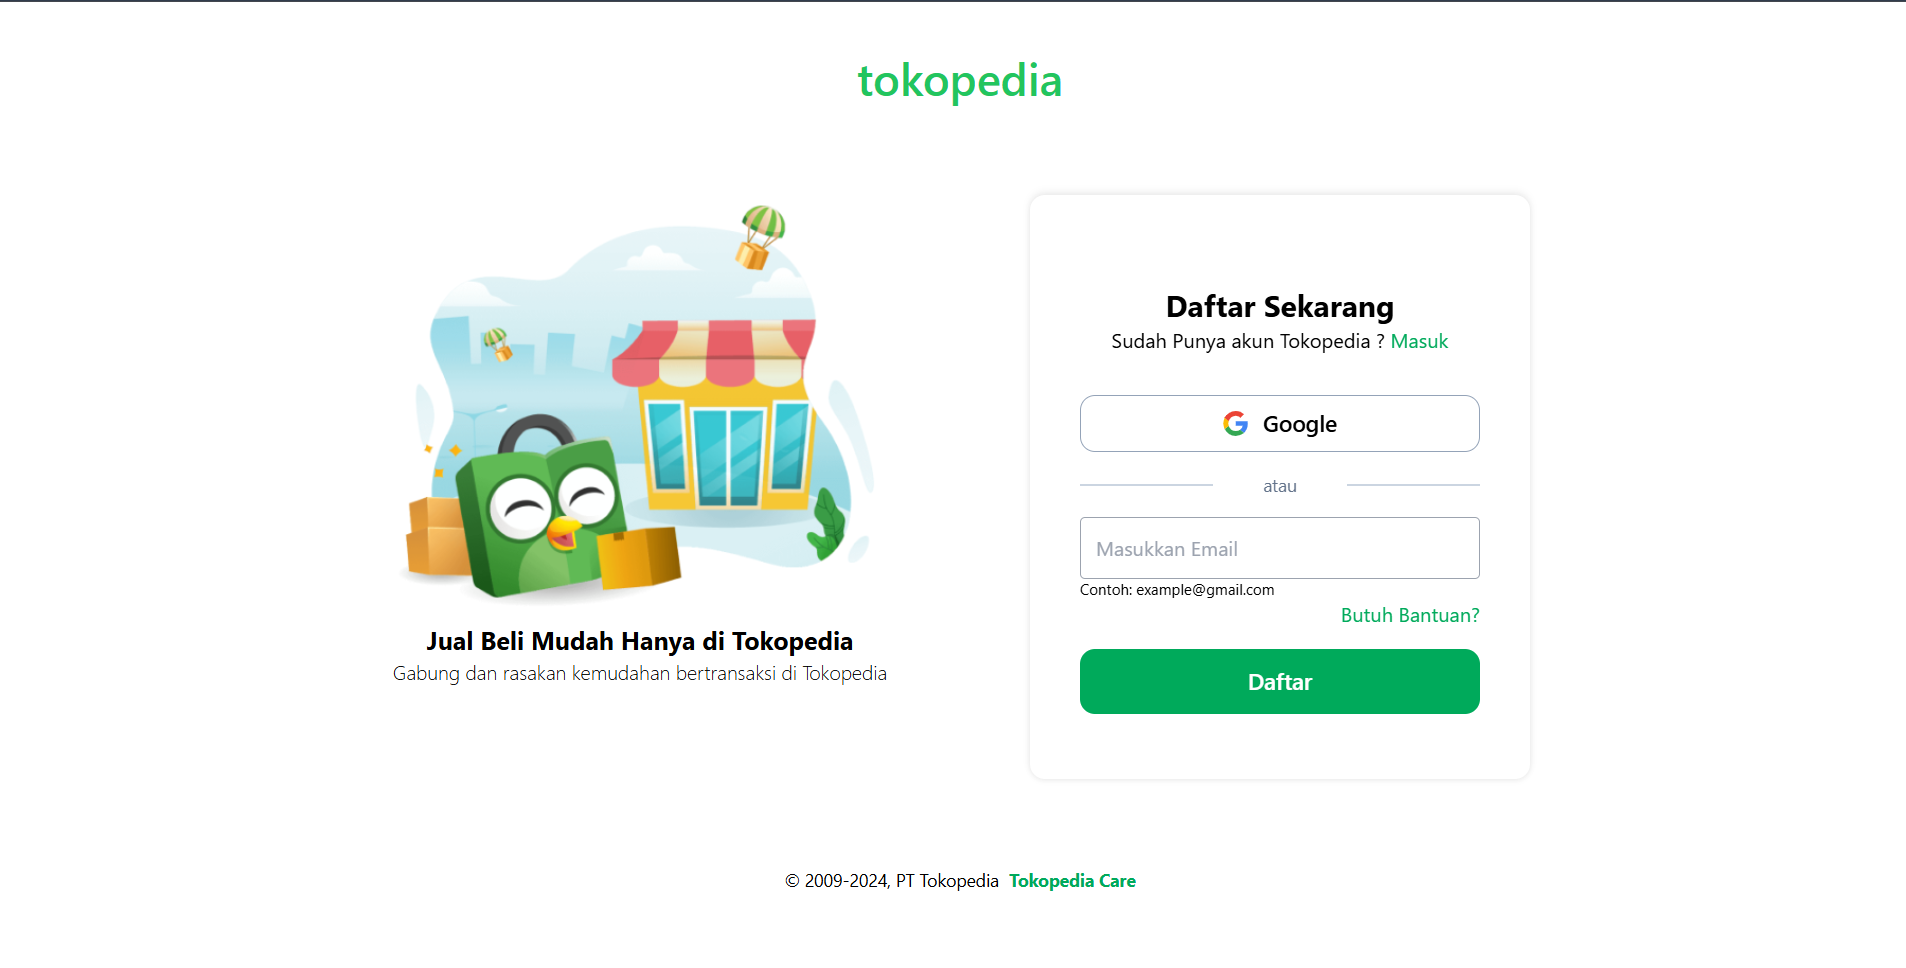 tokopedia
Jual Beli Mudah Hanya di Tokopedia
Gabung dan rasakan kemudahan bertransaksi di Tokopedia
Daftar Sekarang
Sudah Punya akun Tokopedia ? Masuk
Google
atau
Masukkan Email
Contoh: example@gmail.com
Butuh Bantuan?
Daftar
© 2009-2024, PT Tokopedia Tokopedia Care